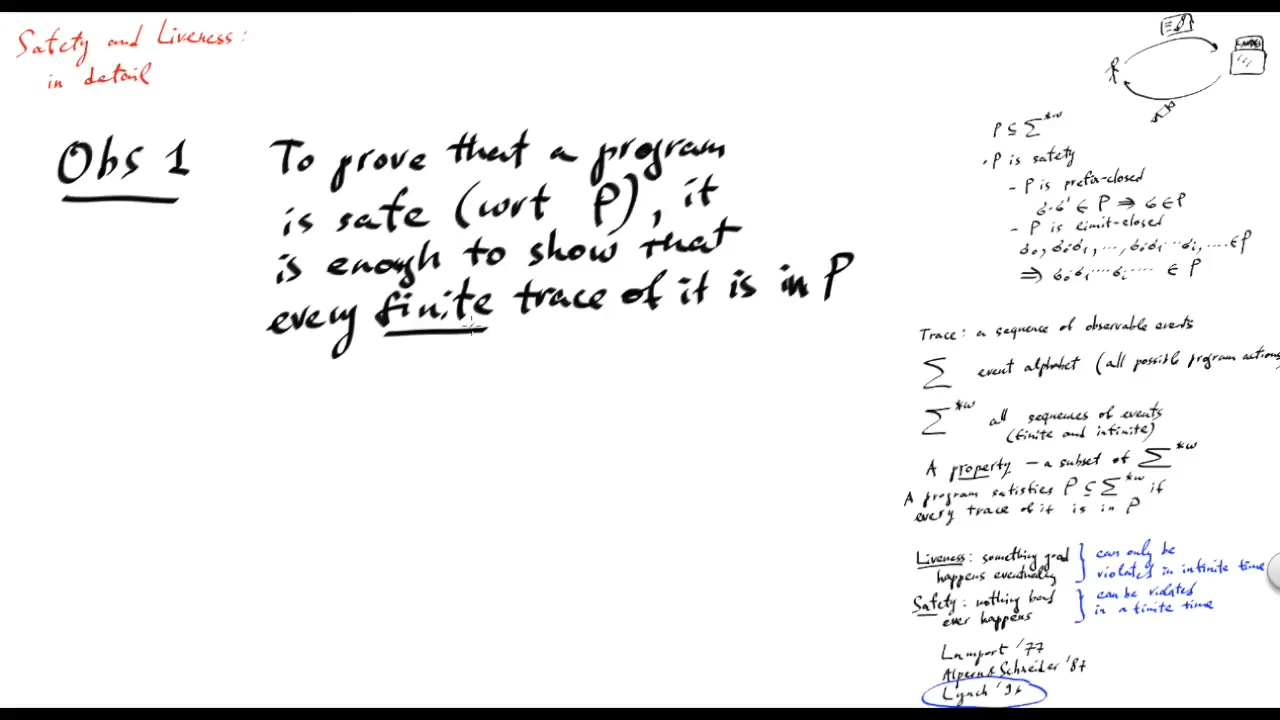 Safety and Liveness:
in detail
Obs 1
To prove that a program
is safe (wrt P), it
is enough to show that
every finite trace of it is in P
P ⊆ Σ*ω
· P is safety
- P is prefix-closed
σ·σ' ∈ P ⇒ σ ∈ P
- P is limit-closed
σ₀, σ₀σ₁, ..., σ₀σ₁···σᵢ, .... ∈ P
⇒ σ₀σ₁····σᵢ····· ∈ P
Trace: a sequence of observable events
Σ event alphabet (all possible program actions
Σ*ω all sequences of events
(finite and infinite)
A property - a subset of Σ*ω
A program satisfies P ⊆ Σ*ω if
every trace of it is in P
Liveness: something good
happens eventually
can only be
violated in infinite time
Safety: nothing bad
ever happens
can be violated
in a finite time
Lamport '77
Alpern & Schneider '87
Lynch '96